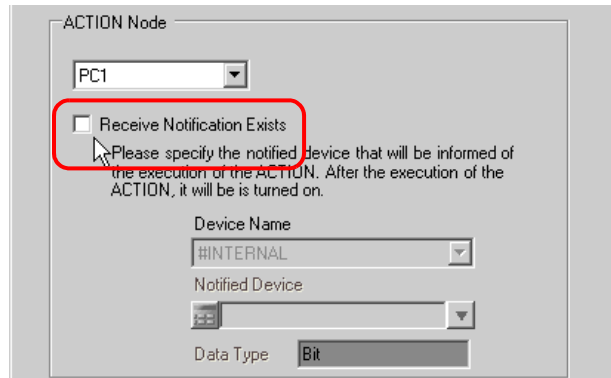 ACTION Node
PC1
Receive Notification Exists
Please specify the notified device that will be informed of
the execution of the ACTION. After the execution of the
ACTION, it will be is turned on.
Device Name
#INTERNAL
Notified Device
Data Type Bit